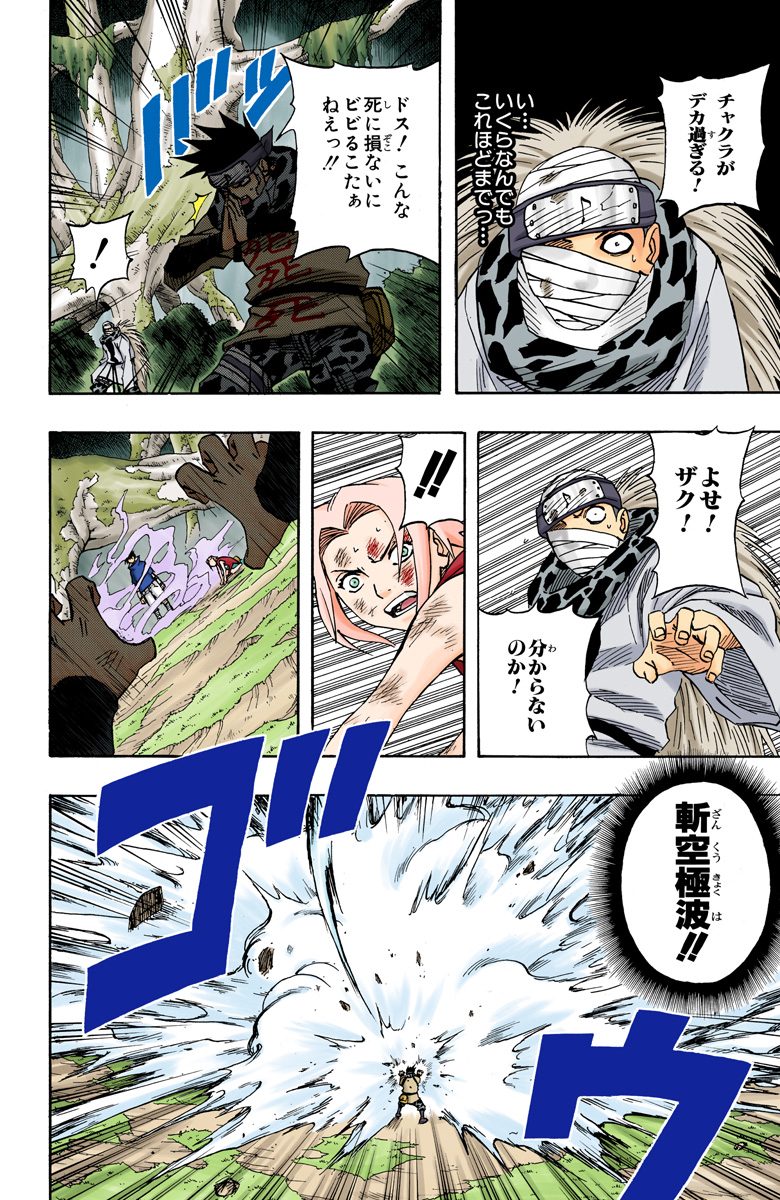 チャクラが
デカ過ぎる！
い…
いくらなんでも
これほどまでっ…
ドス！こんな
死に損ないに
ビビるこたぁ
ねえっ!!
バッ
！
死
死
死
よせ！
ザク！
分からない
のか！
!!
斬空極波!!
ゴウ